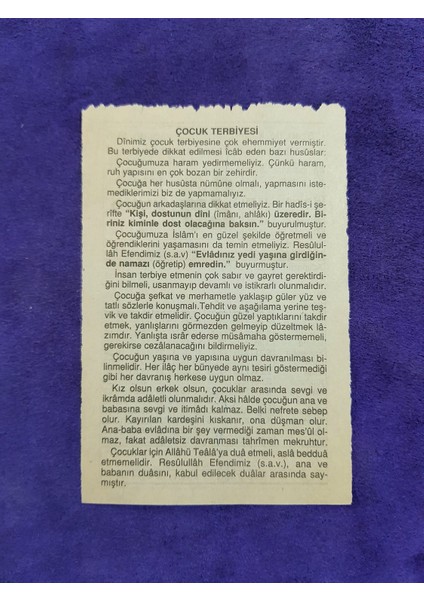 ÇOCUK TERBİYESİ
Dînimiz çocuk terbiyesine çok ehemmiyet vermiştir.
Bu terbiyede dikkat edilmesi îcâb eden bazı husûslar:
Çocuğumuza haram yedirmemeliyiz. Çünkü haram,
ruh yapısını en çok bozan bir zehirdir.
Çocuğa her husûsta nümûne olmalı, yapmasını iste-
mediklerimizi biz de yapmamalıyız.
Çocuğun arkadaşlarına dikkat etmeliyiz. Bir hadîs-i şe-
rîfte “Kişi, dostunun dîni (îmânı, ahlâkı) üzeredir. Bi-
riniz kiminle dost olacağına baksın.” buyurulmuştur.
Çocuğumuza İslâm’ı en güzel şekilde öğretmeli ve
öğrendiklerini yaşamasını da temin etmeliyiz. Resûlul-
lah Efendimiz (s.a.v) “Evlâdınız yedi yaşına girdiğin-
de namazı (öğretip) emredin.” buyurmuştur.
İnsan terbiye etmenin çok sabır ve gayret gerektirdi-
ğini bilmeli, usanmayıp devamlı ve istikrarlı olunmalıdır.
Çocuğa şefkat ve merhametle yaklaşıp güler yüz ve
tatlı sözlerle konuşmalı.Tehdit ve aşağılama yerine teş-
vik ve takdir etmelidir. Çocuğun güzel yaptıklarını takdir
etmek, yanlışlarını görmezden gelmeyip düzeltmek lâ-
zımdır. Yanlışta ısrâr ederse müsâmaha göstermemeli,
gerekirse cezâlanacağını bildirmeliyiz.
Çocuğun yaşına ve yapısına uygun davranılması bi-
linmelidir. Her ilâç her bünyede aynı tesiri göstermediği
gibi her davranış herkese uygun olmaz.
Kız olsun erkek olsun, çocuklar arasında sevgi ve
ikrâmda adâletli olunmalıdır. Aksi hâlde çocuğun ana ve
babasına sevgi ve itimâdı kalmaz. Belki nefrete sebep
olur. Kayırılan kardeşini kıskanır, ona düşman olur.
Ana-baba evlâdına bir şey vermediği zaman mes’ûl ol-
maz, fakat adâletsiz davranması tahrîmen mekruhtur.
Çocuklar için Allâhü Teâlâ’ya duâ etmeli, aslâ bedduâ
etmemelidir. Resûlullâh Efendimiz (s.a.v.), ana ve
babanın duâsını, kabul edilecek duâlar arasında say-
mıştır.